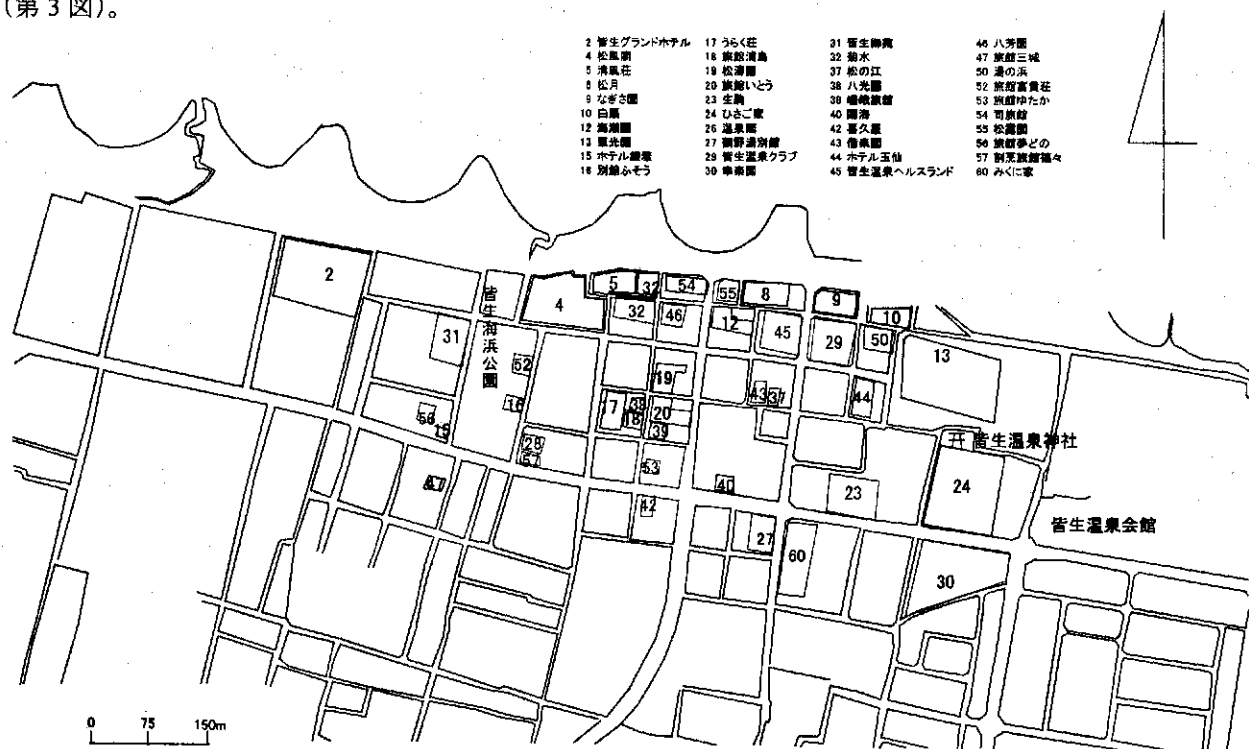 (第3図)。
2 皆生グランドホテル
4 松風閣
5 清風荘
8 松月
9 なぎさ園
10 白扇
12 海潮園
13 東光園
15 ホテル銀翠
16 別館ふそう
17 うらく荘
18 旅館浦島
19 松濤園
20 旅館いとう
23 生駒
24 ひさご家
26 温泉閣
27 鶴野湯別館
29 皆生温泉クラブ
30 幸楽園
31 皆生御苑
32 菊水
37 松の江
38 八光園
39 嵯峨旅館
40 開海
42 喜久屋
43 偕楽園
44 ホテル玉仙
45 皆生温泉ヘルスランド
46 八芳園
47 旅館三城
50 湯の浜
52 旅館富貴荘
53 旅館ゆたか
54 司旅館
55 松露園
56 旅館夢どの
57 割烹旅館福々
60 みくに家
2
4
5
32
54
55
8
9
10
31
皆生海浜公園
32
46
12
45
29
50
13
52
19
16
17
38
18
20
39
43
37
44
56
15
28
57
47
53
40
42
23
24
皆生温泉神社
皆生温泉会館
27
60
30
0 75 150m